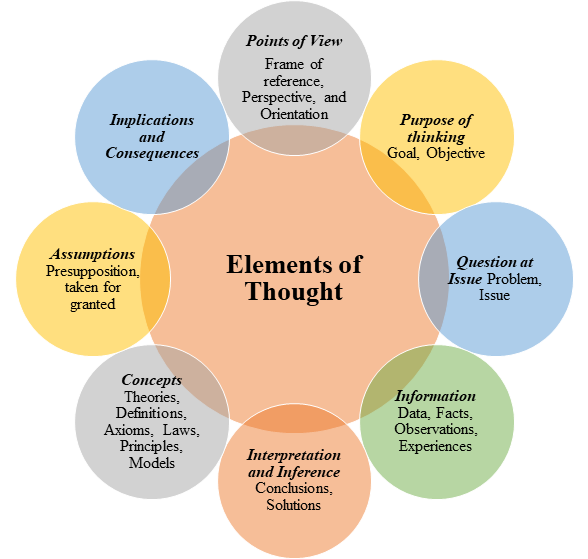 Points of View
Frame of
reference,
Perspective, and
Orientation
Purpose of
thinking
Goal, Objective
Question at
Issue Problem,
Issue
Information
Data, Facts,
Observations,
Experiences
Interpretation
and Inference
Conclusions,
Solutions
Concepts
Theories,
Definitions,
Axioms, Laws,
Principles,
Models
Assumptions
Presupposition,
taken for
granted
Implications
and
Consequences
Elements of
Thought